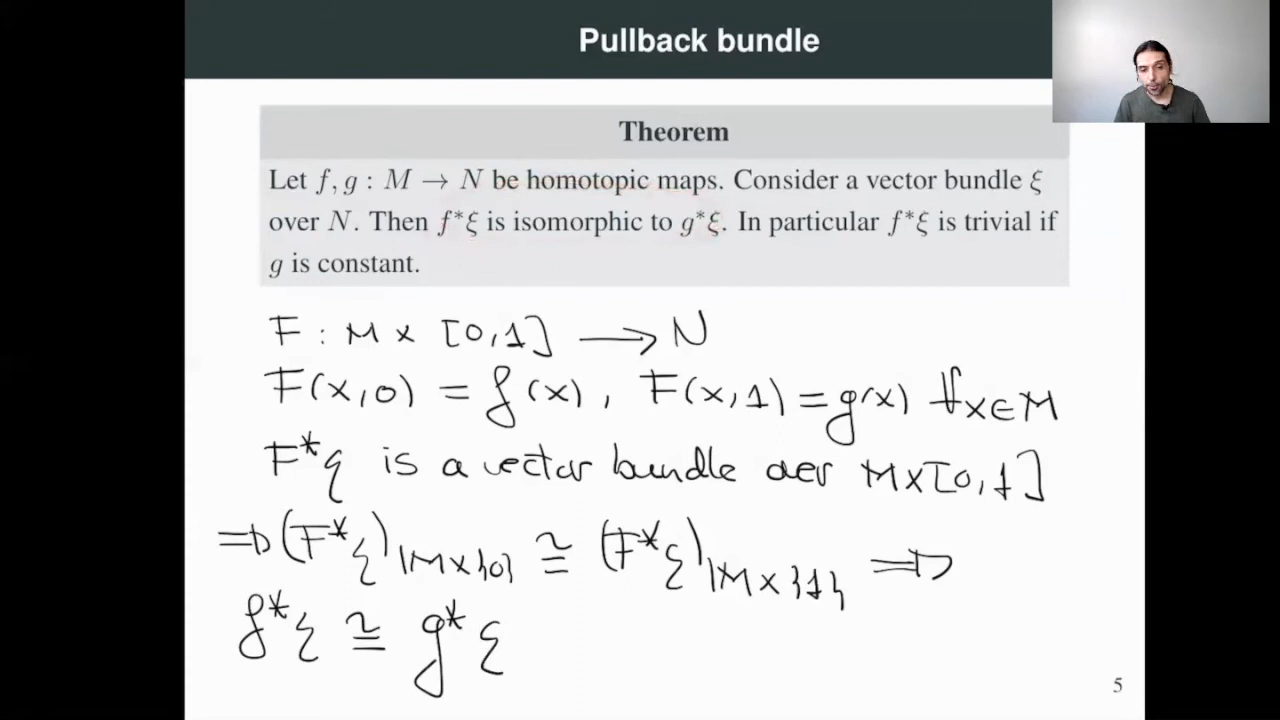 Pullback bundle
Theorem
Let f, g : M → N be homotopic maps. Consider a vector bundle ξ
over N. Then f*ξ is isomorphic to g*ξ. In particular f*ξ is trivial if
g is constant.
F : M × [0,1] → N
F(x,0) = f(x), F(x,1) = g(x) ∀x∈M
F*ξ is a vector bundle over M×[0,1]
⇒ (F*ξ)|M×{0} ≅ (F*ξ)|M×{1} ⇒
f*ξ ≅ g*ξ
5